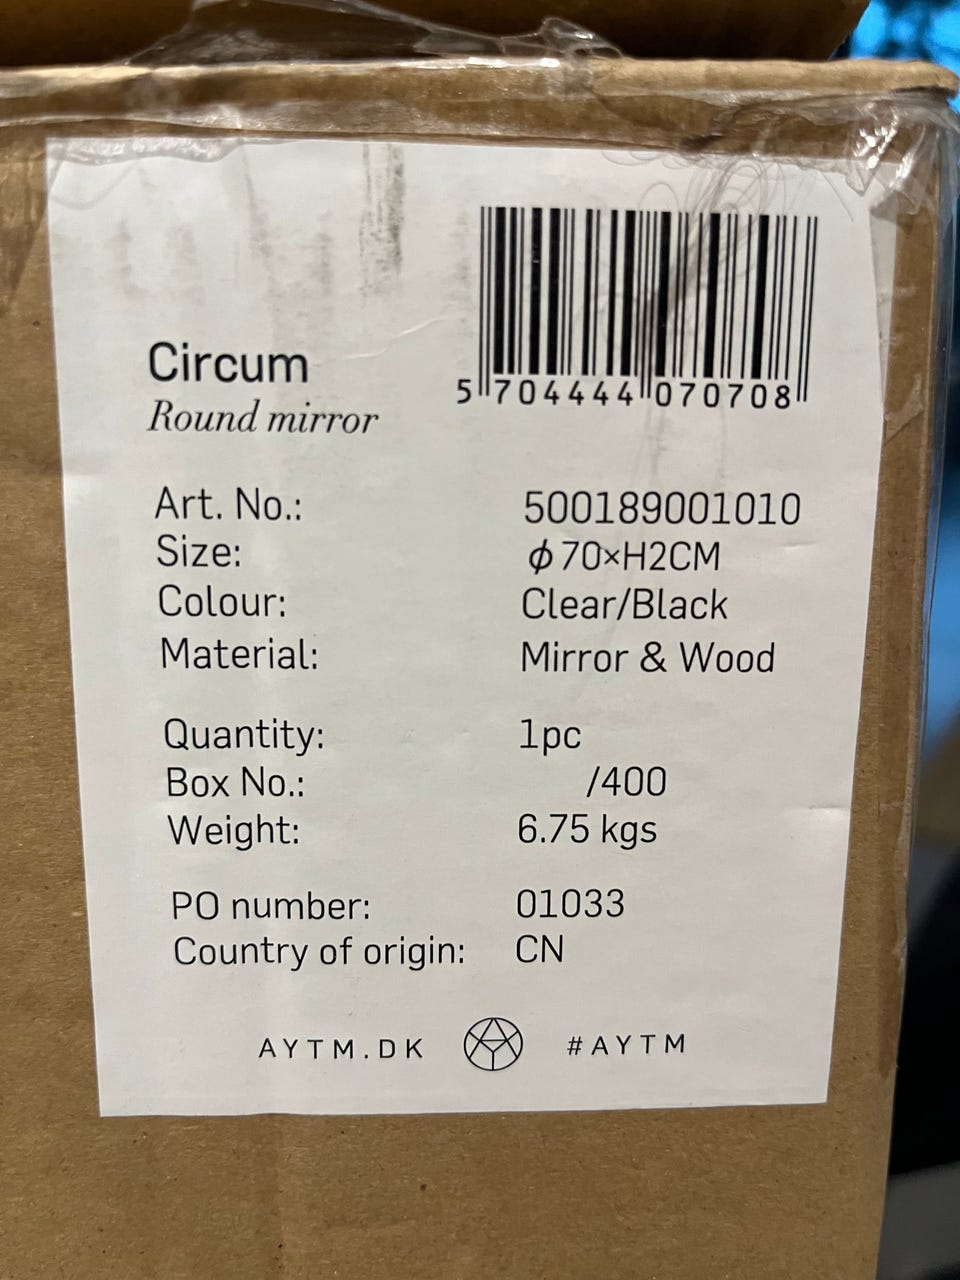 5 704444 070708
Circum
Round mirror
Art. No.: 500189001010
Size: ϕ70×H2CM
Colour: Clear/Black
Material: Mirror & Wood
Quantity: 1pc
Box No.: /400
Weight: 6.75 kgs
PO number: 01033
Country of origin: CN
AYTM.DK #AYTM